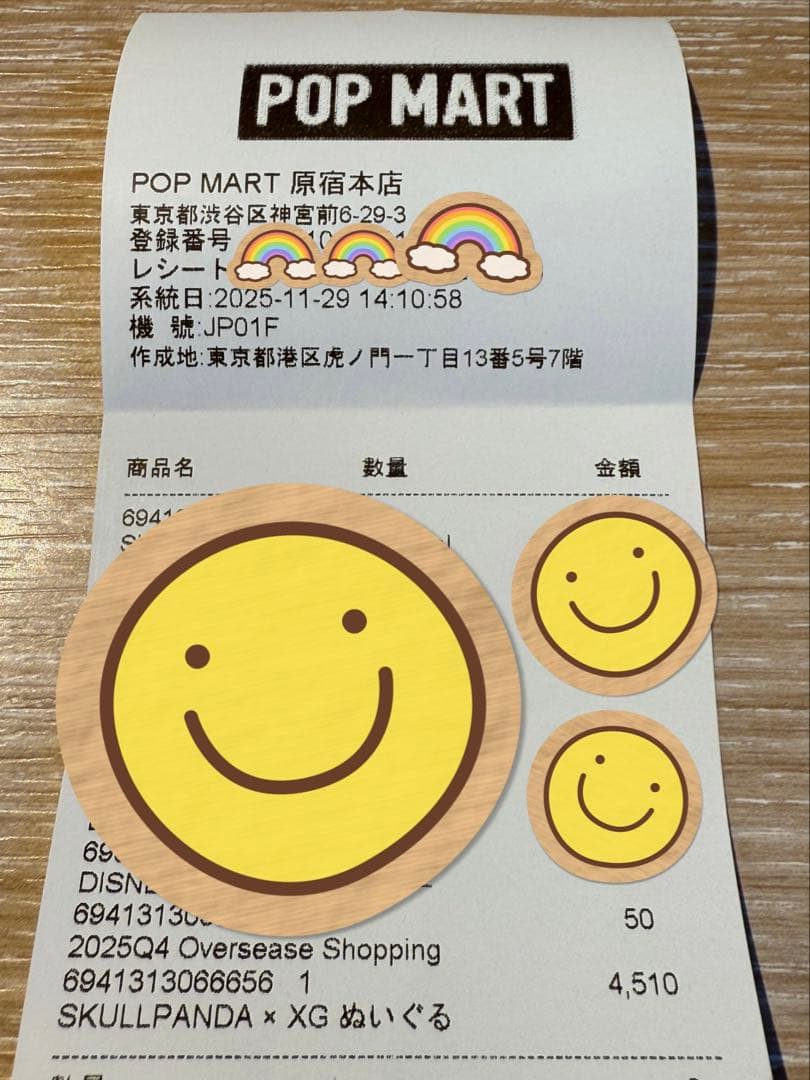 POP MART
POP MART 原宿本店
東京都渋谷区神宮前6-29-3
登録番号
レシート
系統日:2025-11-29 14:10:58
機 號:JP01F
作成地:東京都港区虎ノ門一丁目13番5号7階
商品名 數量 金額
50
2025Q4 Oversease Shopping
6941313066656 1 4,510
SKULLPANDA × XG ぬいぐる